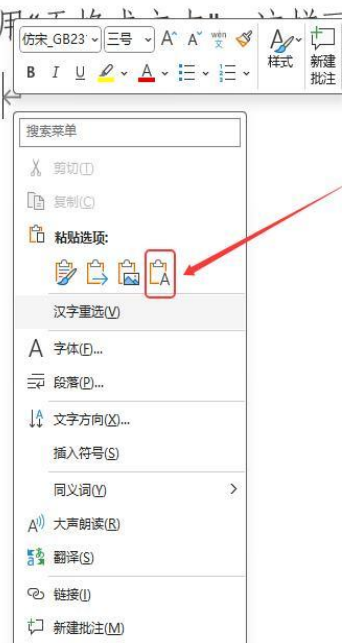 仿宋_GB23 三号 A A wén 文
B I U A 样式 新建
批注
搜索菜单
剪切(T)
复制(C)
粘贴选项:
A
汉字重选(V)
A 字体(F)...
段落(P)...
文字方向(X)...
插入符号(S)
同义词(Y)
A 大声朗读(R)
翻译(S)
链接(I)
新建批注(M)